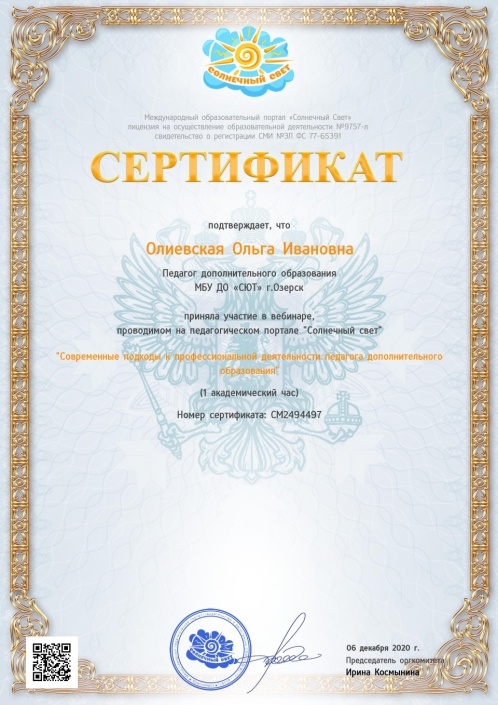 СОЛНЕЧНЫЙ СВЕТ
Международный образовательный портал «Солнечный Свет»
лицензия на осуществление образовательной деятельности №9757-л
свидетельство о регистрации СМИ №ЭЛ ФС 77-65391
СЕРТИФИКАТ
подтверждает, что
Олиевская Ольга Ивановна
Педагог дополнительного образования
МБУ ДО «СЮТ» г.Озерск
приняла участие в вебинаре,
проводимом на педагогическом портале "Солнечный свет"
"Современные подходы к профессиональной деятельности педагога дополнительного
образования"
(1 академический час)
Номер сертификата: СМ2494497
СОЛНЕЧНЫЙ СВЕТ
06 декабря 2020 г.
Председатель оргкомитета
Ирина Космынина